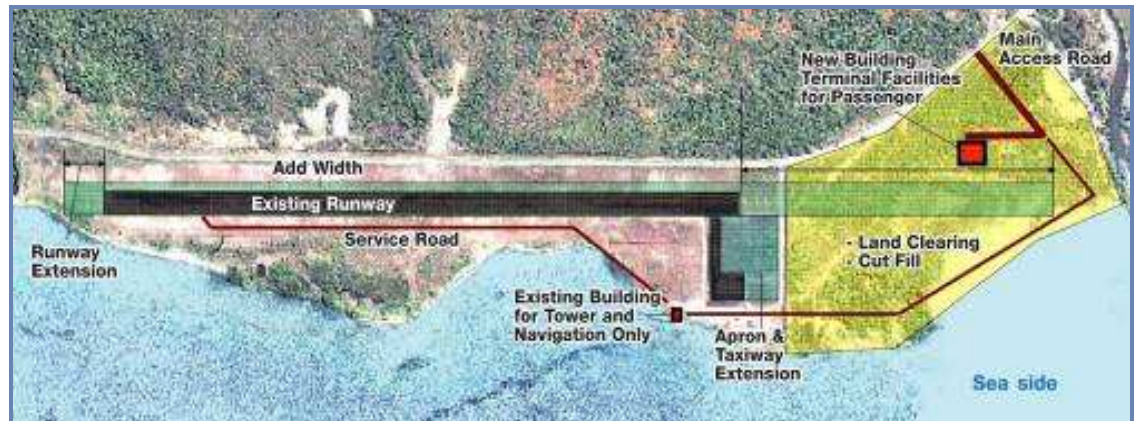 Main
Access Road
New Building
Terminal Facilities
for Passenger
Add Width
Existing Runway
Service Road
Runway
Extension
- Land Clearing
- Cut Fill
Existing Building
for Tower and
Navigation Only
Apron &
Taxiway
Extension
Sea side